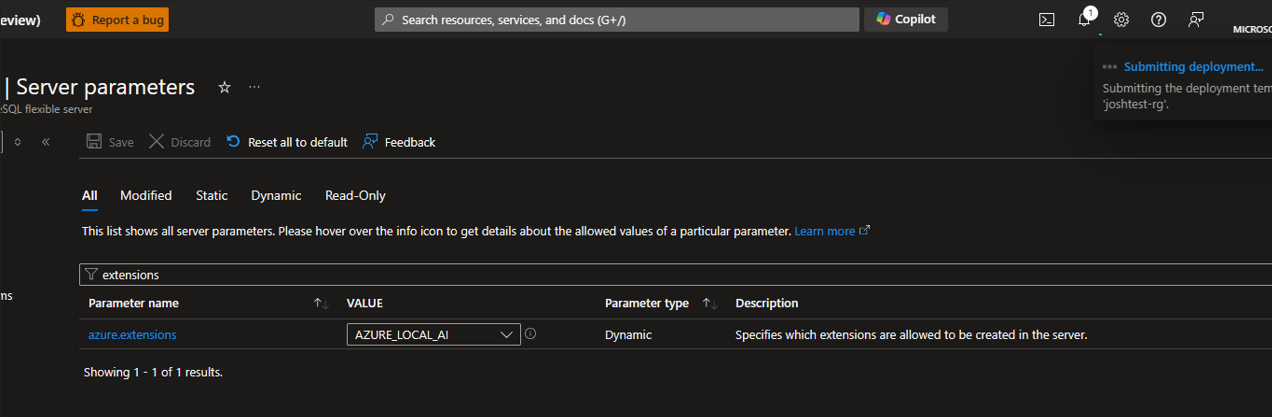 eview) Report a bug Search resources, services, and docs (G+/) Copilot 1
MICROSO
Submitting deployment...
Submitting the deployment tem
'joshtest-rg'.
| Server parameters ☆ ...
eSQL flexible server
« Save Discard Reset all to default Feedback
All Modified Static Dynamic Read-Only
This list shows all server parameters. Please hover over the info icon to get details about the allowed values of a particular parameter. Learn more
extensions
ms
Parameter name ↑↓ VALUE Parameter type ↑↓ Description
azure.extensions AZURE_LOCAL_AI Dynamic Specifies which extensions are allowed to be created in the server.
Showing 1 - 1 of 1 results.